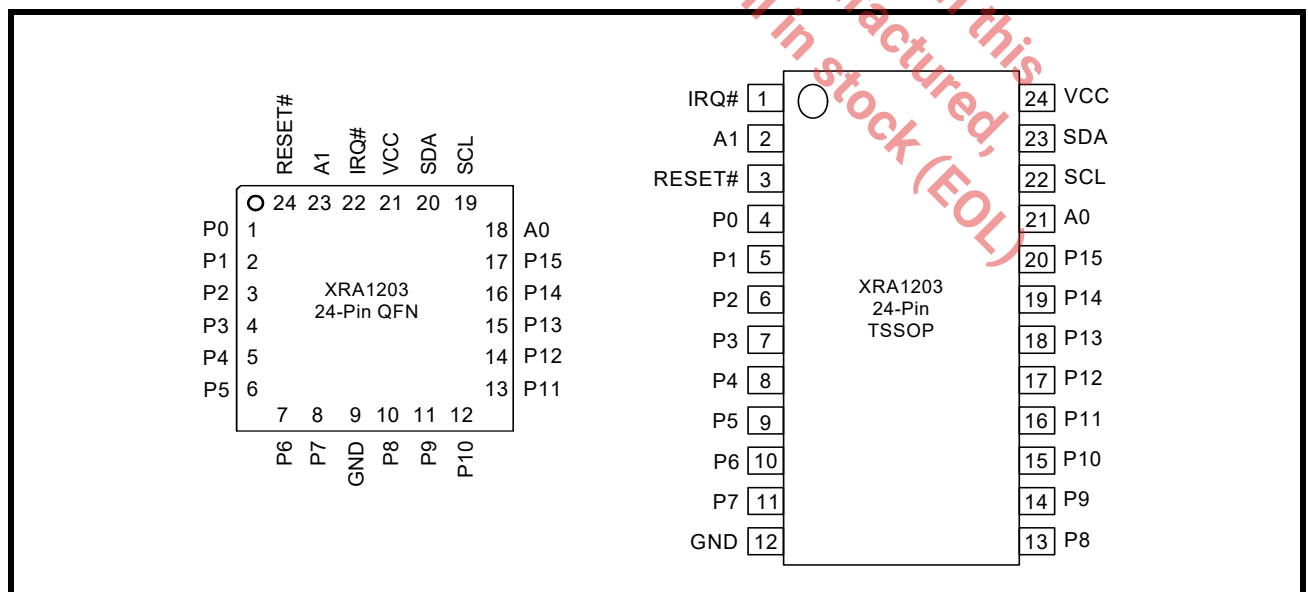 n this
nactured,
in stock (EOL)
RESET#
A1
IRQ#
VCC
SDA
SCL
24 23 22 21 20 19
P0 1 18 A0
P1 2 17 P15
P2 3 16 P14
P3 4 15 P13
P4 5 14 P12
P5 6 13 P11
XRA1203
24-Pin QFN
7 8 9 10 11 12
P6
P7
GND
P8
P9
P10
IRQ# 1 24 VCC
A1 2 23 SDA
RESET# 3 22 SCL
P0 4 21 A0
P1 5 20 P15
P2 6 19 P14
P3 7 18 P13
P4 8 17 P12
P5 9 16 P11
P6 10 15 P10
P7 11 14 P9
GND 12 13 P8
XRA1203
24-Pin
TSSOP